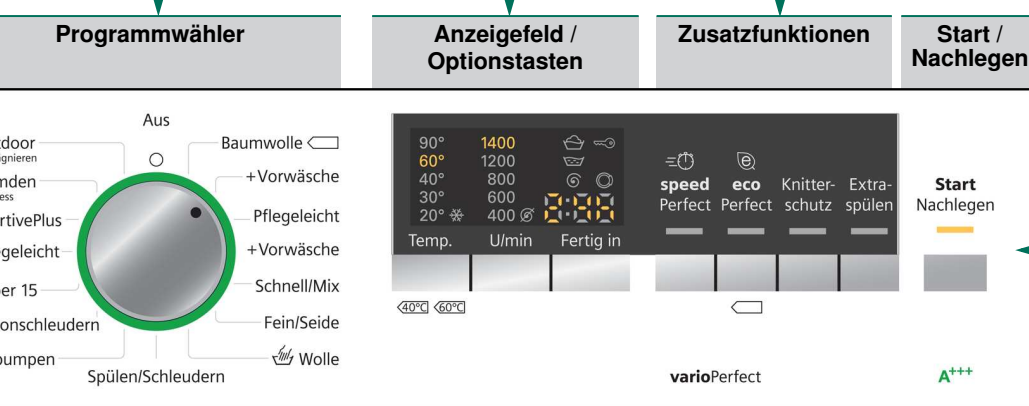 Programmwähler
Anzeigefeld /
Optionstasten
Zusatzfunktionen
Start /
Nachlegen
Aus
Baumwolle
+Vorwäsche
Pflegeleicht
+Vorwäsche
Schnell/Mix
Fein/Seide
Wolle
Spülen/Schleudern
90° 1400
60° 1200
40° 800
30° 600
20° 400
Temp. U/min Fertig in
40°C 60°C
speed
Perfect
eco
Perfect
Knitter-
schutz
Extra-
spülen
Start
Nachlegen
varioPerfect
A+++